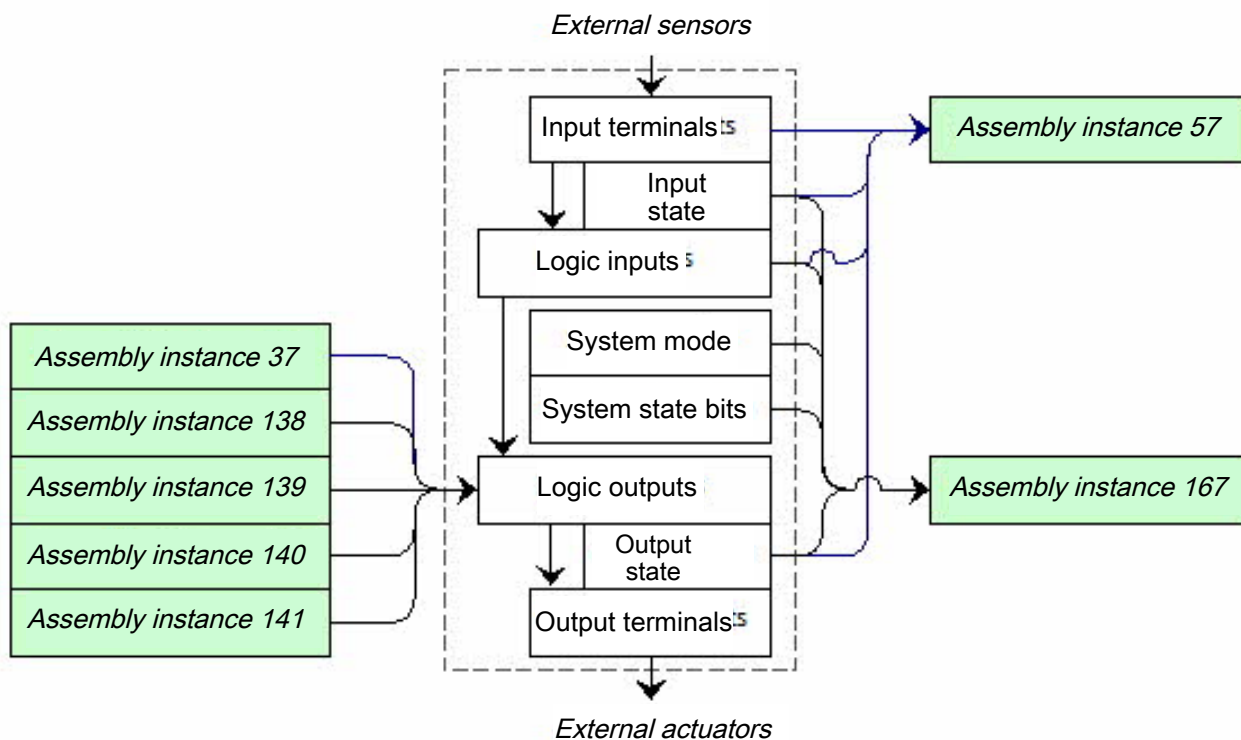 External sensors
Input terminals
Assembly instance 57
Input
state
Logic inputs
System mode
Assembly instance 37
System state bits
Assembly instance 138
Assembly instance 139
Logic outputs
Assembly instance 167
Assembly instance 140
Output
state
Assembly instance 141
Output terminals
External actuators